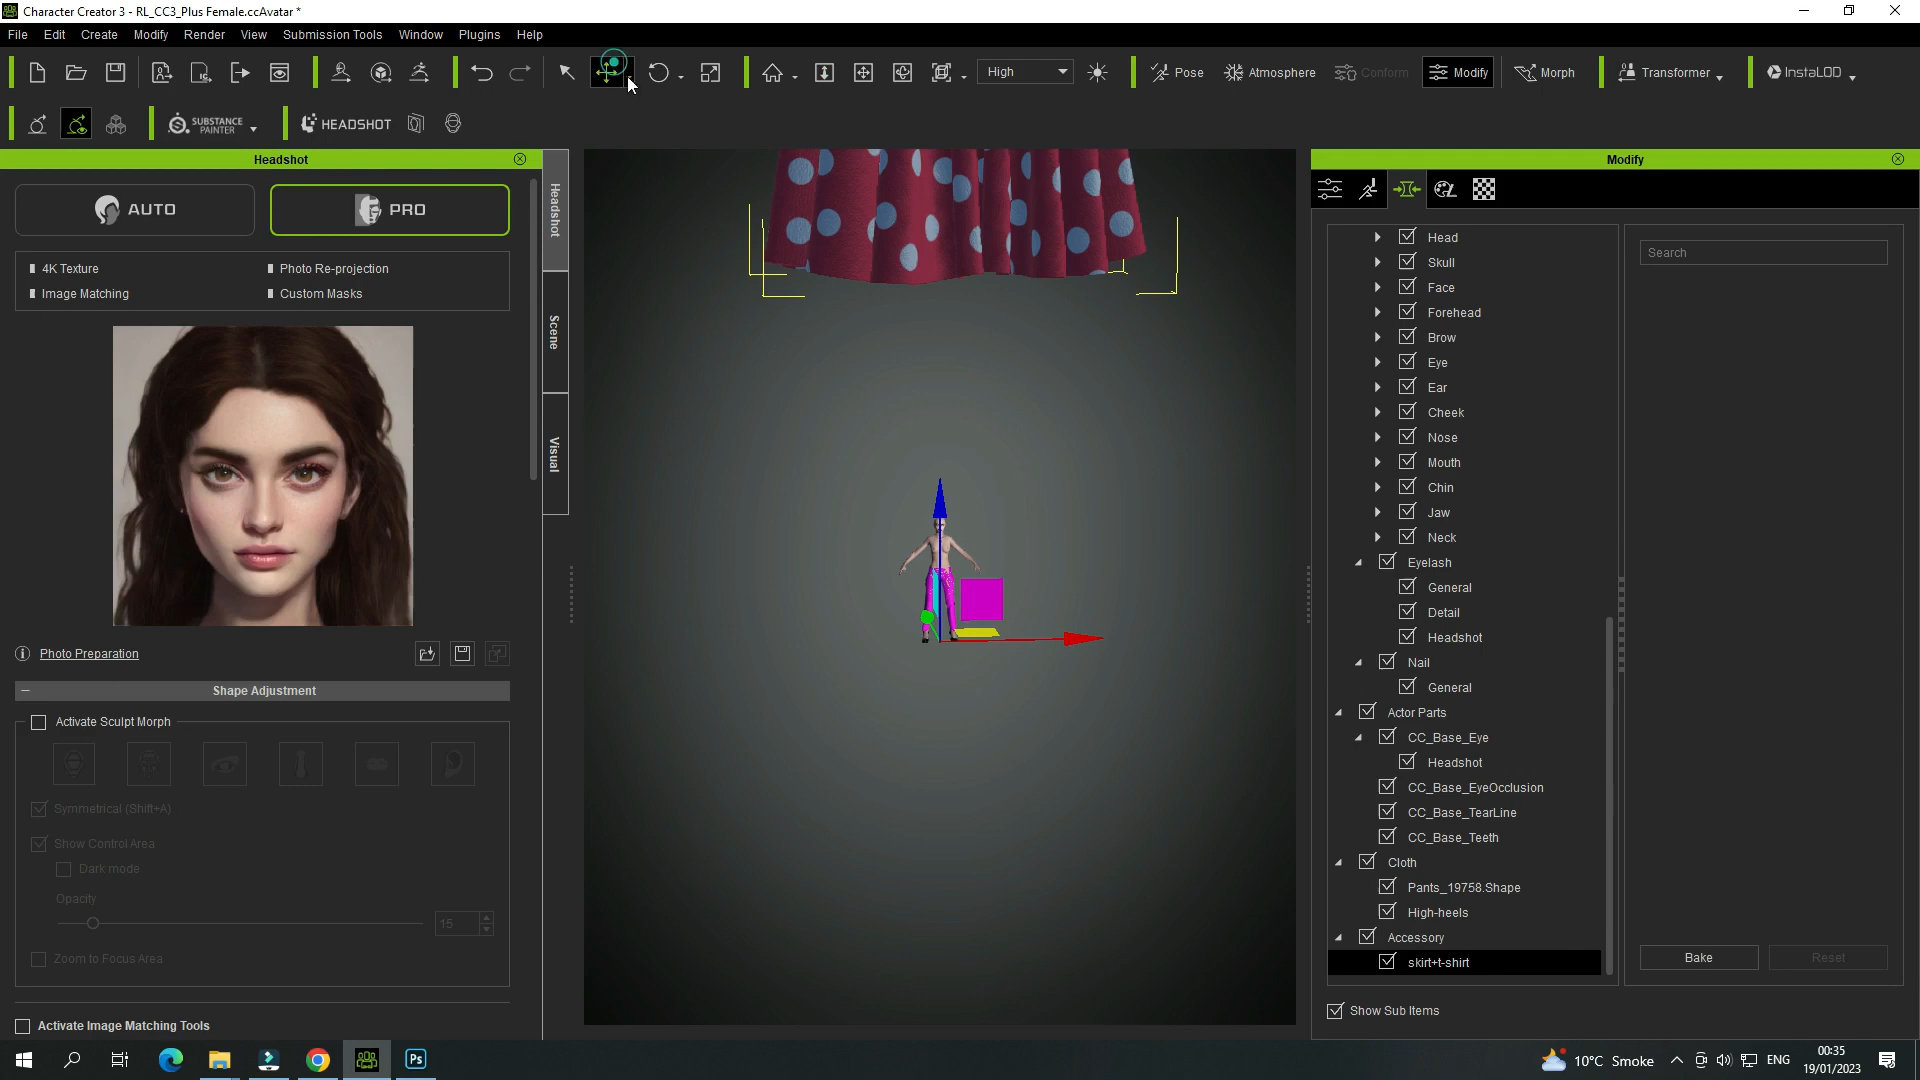 Character Creator 3 - RL_CC3_Plus Female.ccAvatar *
File Edit Create Modify Render View Submission Tools Window Plugins Help
High Pose Atmosphere Conform Modify Morph Transformer InstaLOD
SUBSTANCE PAINTER HEADSHOT
Headshot
AUTO PRO
4K Texture Photo Re-projection
Image Matching Custom Masks
Photo Preparation
Shape Adjustment
Activate Sculpt Morph
Symmetrical (Shift+A)
Show Control Area
Dark mode
Opacity
15
Zoom to Focus Area
Activate Image Matching Tools
Headshot
Scene
Visual
Modify
Search
Head
Skull
Face
Forehead
Brow
Eye
Ear
Cheek
Nose
Mouth
Chin
Jaw
Neck
Eyelash
General
Detail
Headshot
Nail
General
Actor Parts
CC_Base_Eye
Headshot
CC_Base_EyeOcclusion
CC_Base_TearLine
CC_Base_Teeth
Cloth
Pants_19758.Shape
High-heels
Accessory
skirt+t-shirt
Bake Reset
Show Sub Items
Ps
10°C Smoke ENG 00:35
19/01/2023